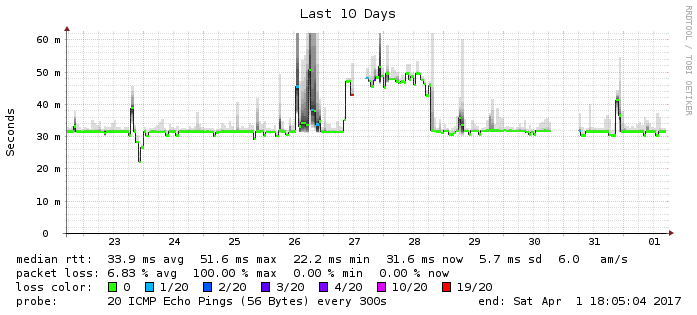 Last 10 Days
RRDTOOL / TOBI OETIKER
Seconds
60 m
50 m
40 m
30 m
20 m
10 m
0
23 24 25 26 27 28 29 30 31 01
median rtt: 33.9 ms avg 51.6 ms max 22.2 ms min 31.6 ms now 5.7 ms sd 6.0 am/s
packet loss: 6.83 % avg 100.00 % max 0.00 % min 0.00 % now
loss color: 0 1/20 2/20 3/20 4/20 10/20 19/20
probe: 20 ICMP Echo Pings (56 Bytes) every 300s end: Sat Apr 1 18:05:04 2017